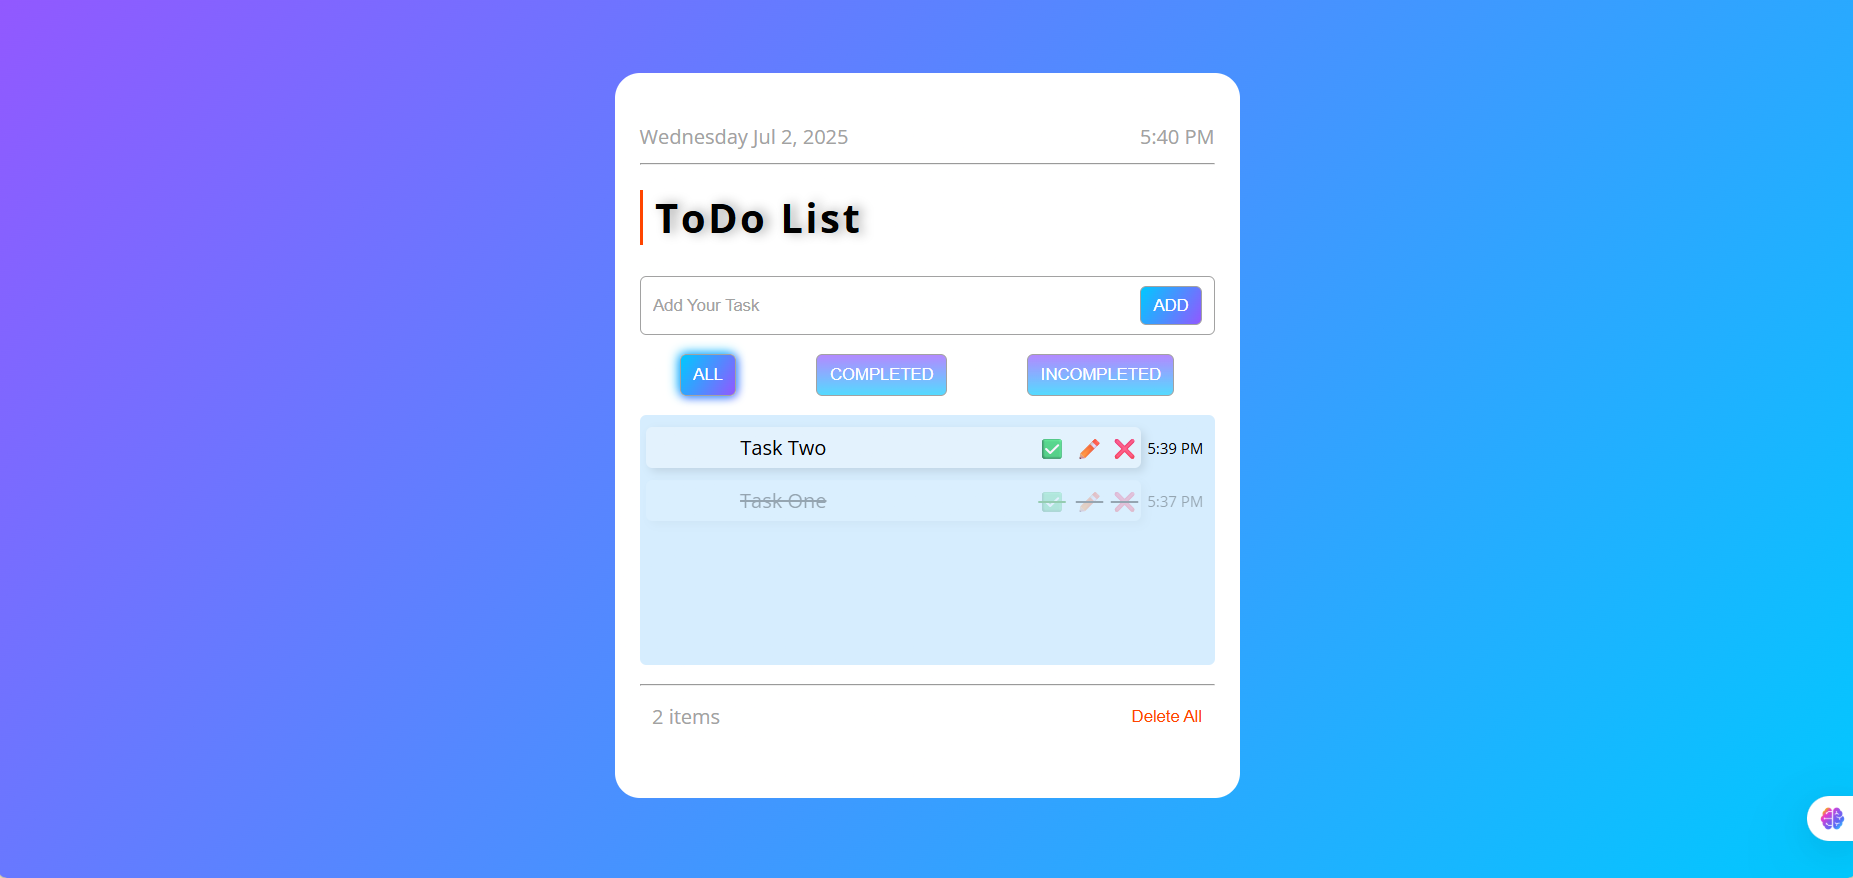 Wednesday Jul 2, 2025 5:40 PM
ToDo List
Add Your Task ADD
ALL COMPLETED INCOMPLETED
Task Two 5:39 PM
Task One 5:37 PM
2 items Delete All